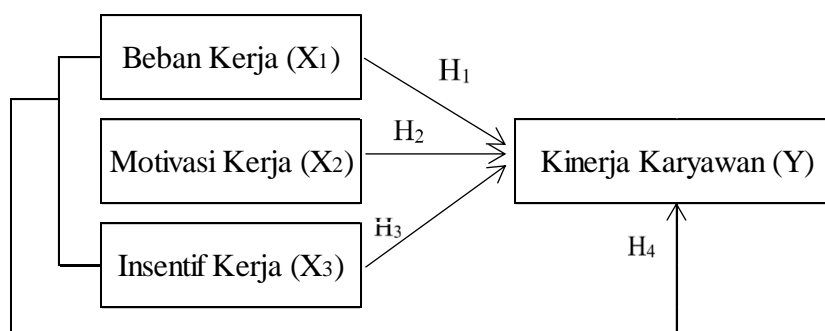 Beban Kerja (X1)
H1
H2
Motivasi Kerja (X2)
Kinerja Karyawan (Y)
H3
Insentif Kerja (X3)
H4